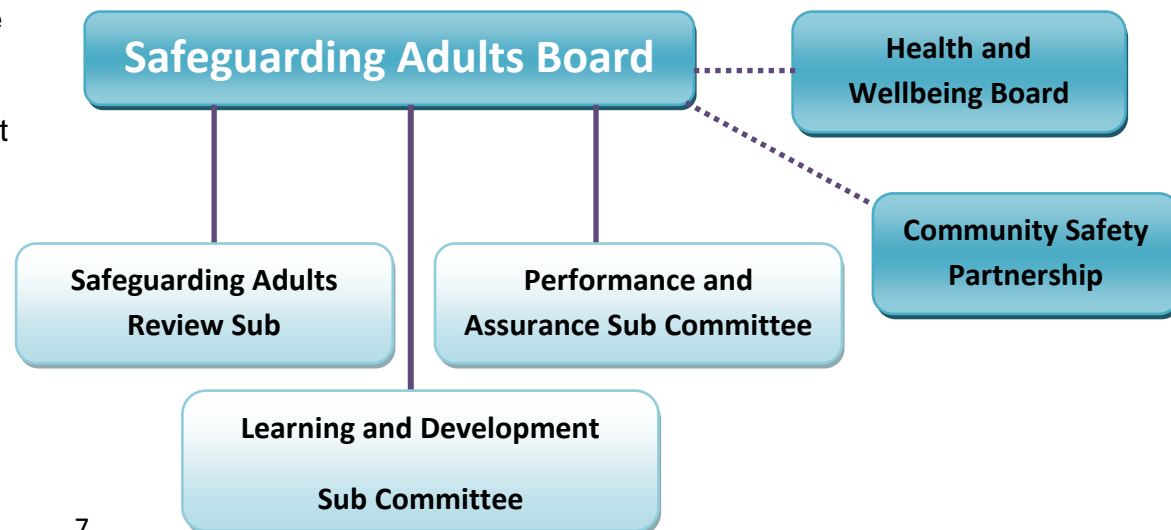 e
t
Safeguarding Adults Board
Health and
Wellbeing Board
Community Safety
Partnership
Safeguarding Adults
Review Sub
Performance and
Assurance Sub Committee
Learning and Development
Sub Committee
7